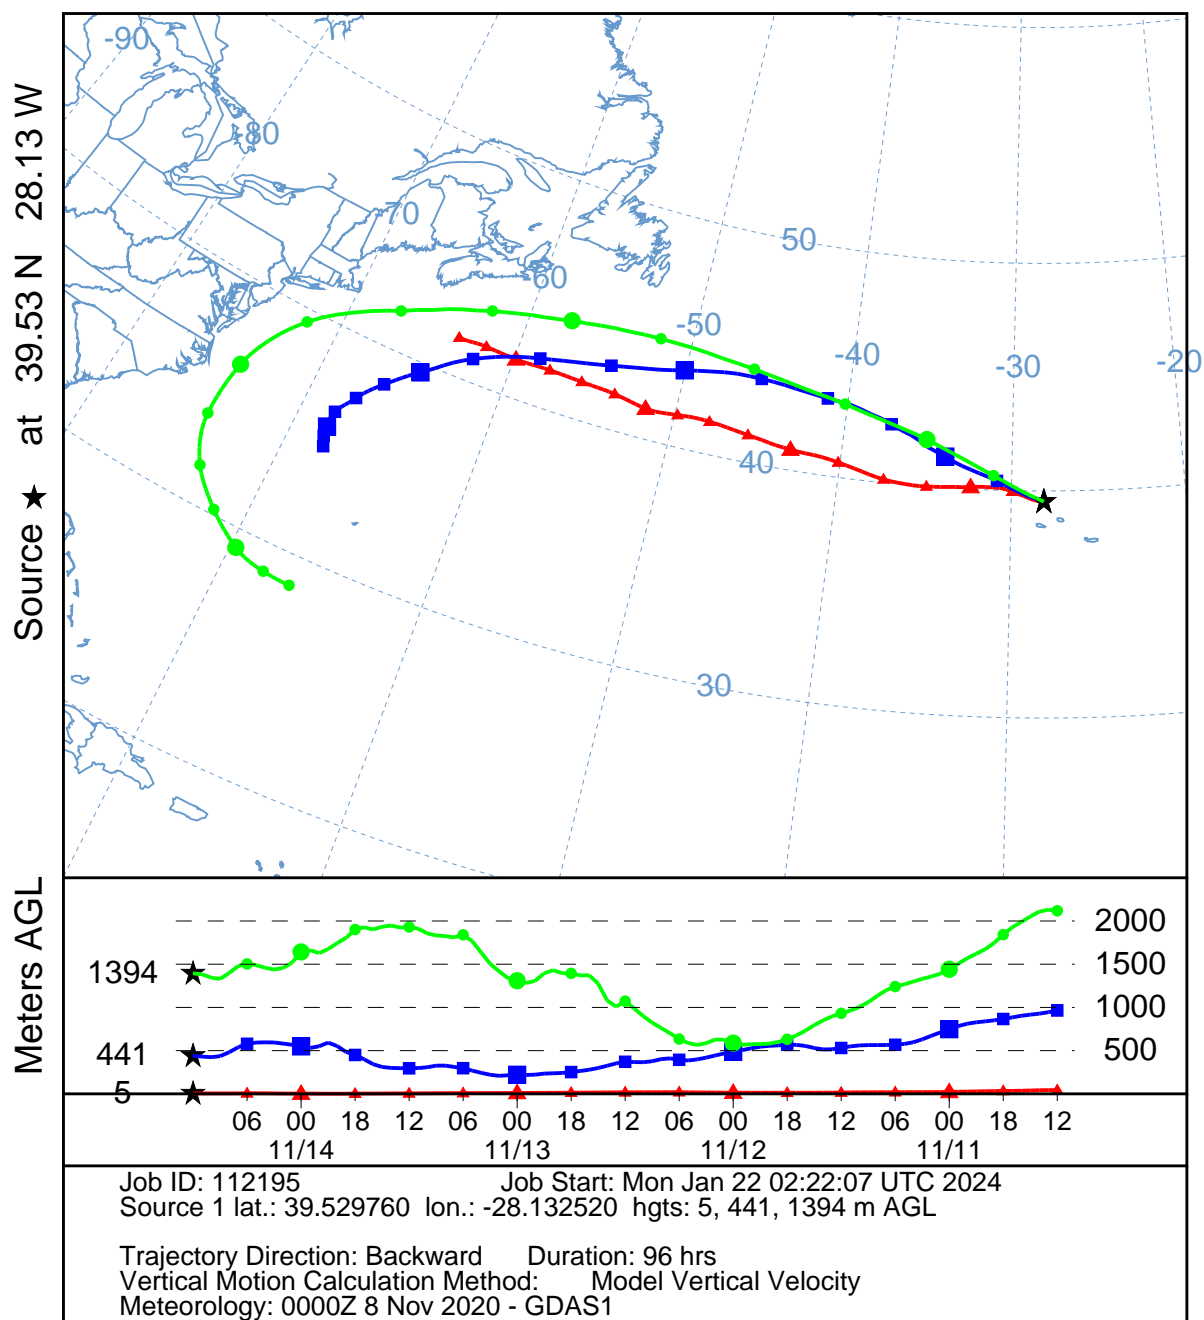 Source ★ at 39.53 N 28.13 W
-90
-80
-70
-60
-50
-40
-30
-20
50
40
30
Meters AGL
2000
1500
1000
500
1394
441
5
06 00 18 12 06 00 18 12 06 00 18 12 06 00 18 12
11/14 11/13 11/12 11/11
Job ID: 112195 Job Start: Mon Jan 22 02:22:07 UTC 2024
Source 1 lat.: 39.529760 lon.: -28.132520 hgts: 5, 441, 1394 m AGL
Trajectory Direction: Backward Duration: 96 hrs
Vertical Motion Calculation Method: Model Vertical Velocity
Meteorology: 0000Z 8 Nov 2020 - GDAS1